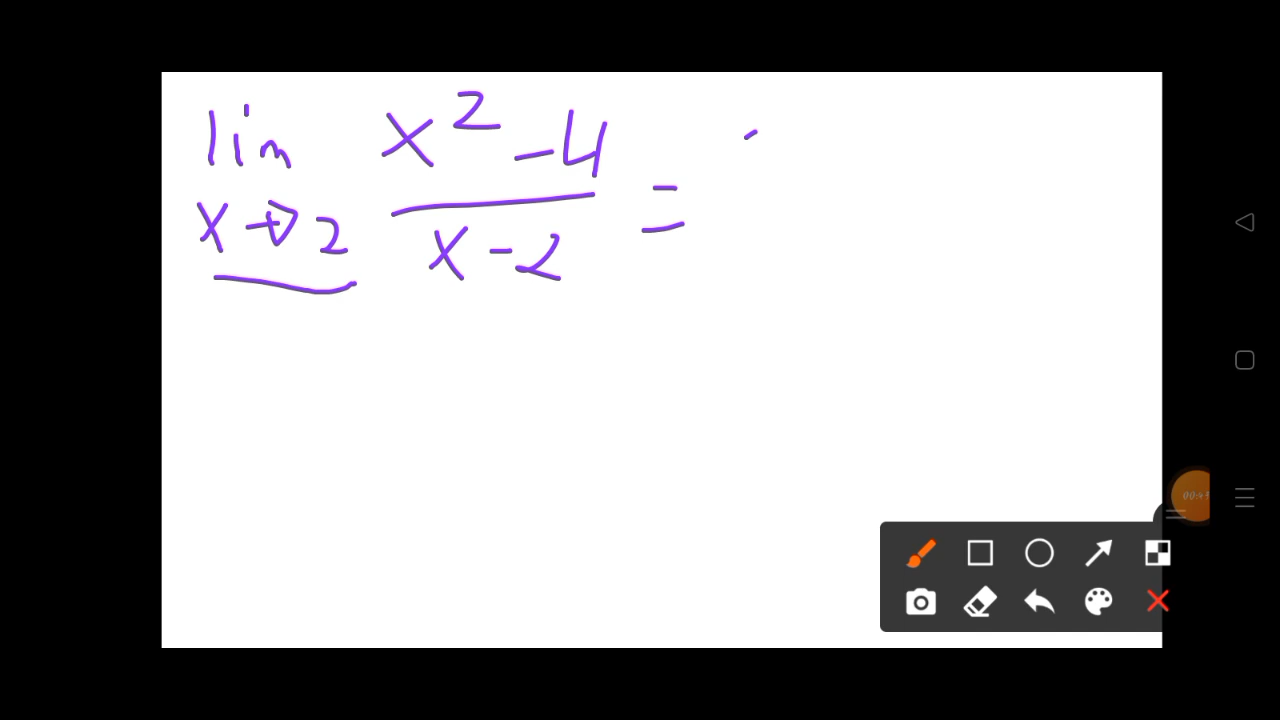 lim x² - 4 =
x→2 x - 2